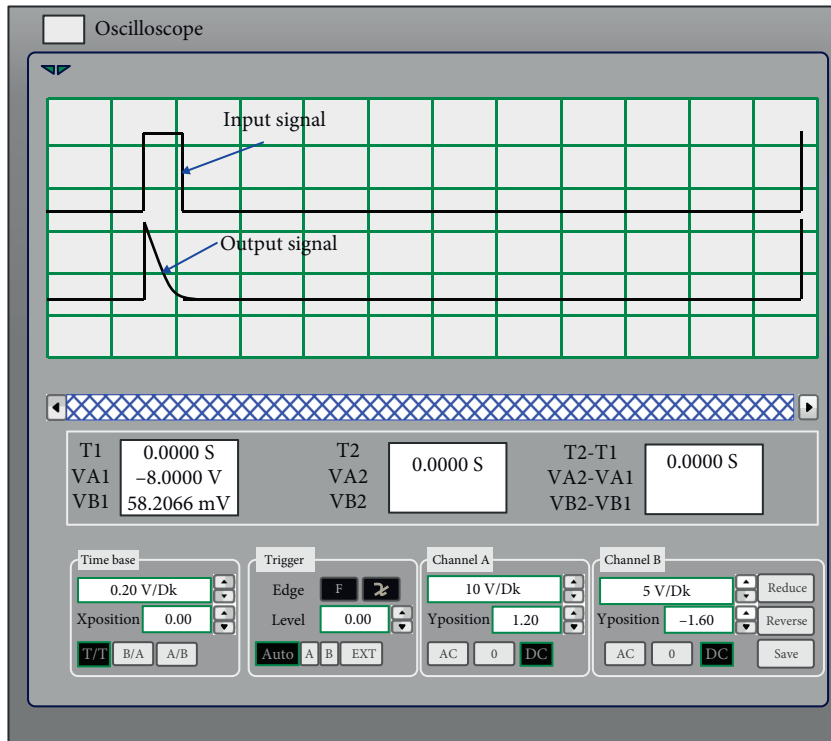 Oscilloscope
Input signal
Output signal
T1 0.0000 S T2 0.0000 S T2-T1 0.0000 S
VA1 –8.0000 V VA2 VA2-VA1
VB1 58.2066 mV VB2 VB2-VB1
Time base Trigger Channel A Channel B
0.20 V/Dk Edge F 10 V/Dk 5 V/Dk Reduce
Xposition 0.00 Level 0.00 Yposition 1.20 Yposition –1.60 Reverse
T/T B/A A/B Auto A B EXT AC 0 DC AC 0 DC Save